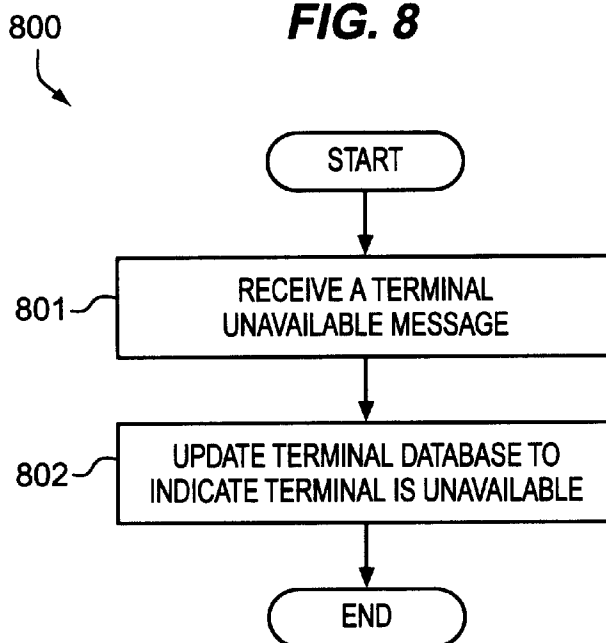 FIG. 8
800
START
801
RECEIVE A TERMINAL
UNAVAILABLE MESSAGE
802
UPDATE TERMINAL DATABASE TO
INDICATE TERMINAL IS UNAVAILABLE
END